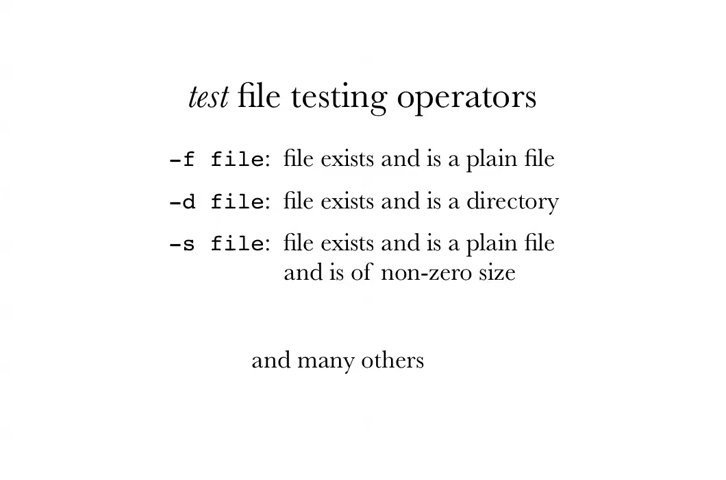 test file testing operators
-f file: file exists and is a plain file
-d file: file exists and is a directory
-s file: file exists and is a plain file
and is of non-zero size
and many others